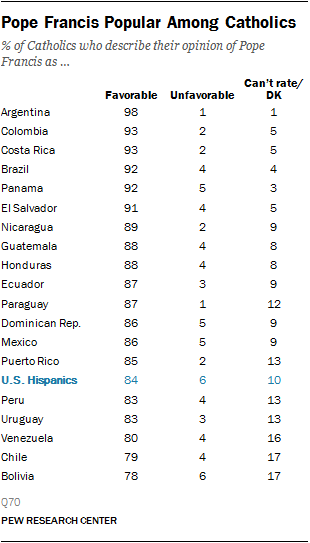 Pope Francis Popular Among Catholics
% of Catholics who describe their opinion of Pope
Francis as ...
Favorable Unfavorable Can't rate/
DK
Argentina 98 1 1
Colombia 93 2 5
Costa Rica 93 2 5
Brazil 92 4 4
Panama 92 5 3
El Salvador 91 4 5
Nicaragua 89 2 9
Guatemala 88 4 8
Honduras 88 4 8
Ecuador 87 3 9
Paraguay 87 1 12
Dominican Rep. 86 5 9
Mexico 86 5 9
Puerto Rico 85 2 13
U.S. Hispanics 84 6 10
Peru 83 4 13
Uruguay 83 3 13
Venezuela 80 4 16
Chile 79 4 17
Bolivia 78 6 17
Q70
PEW RESEARCH CENTER